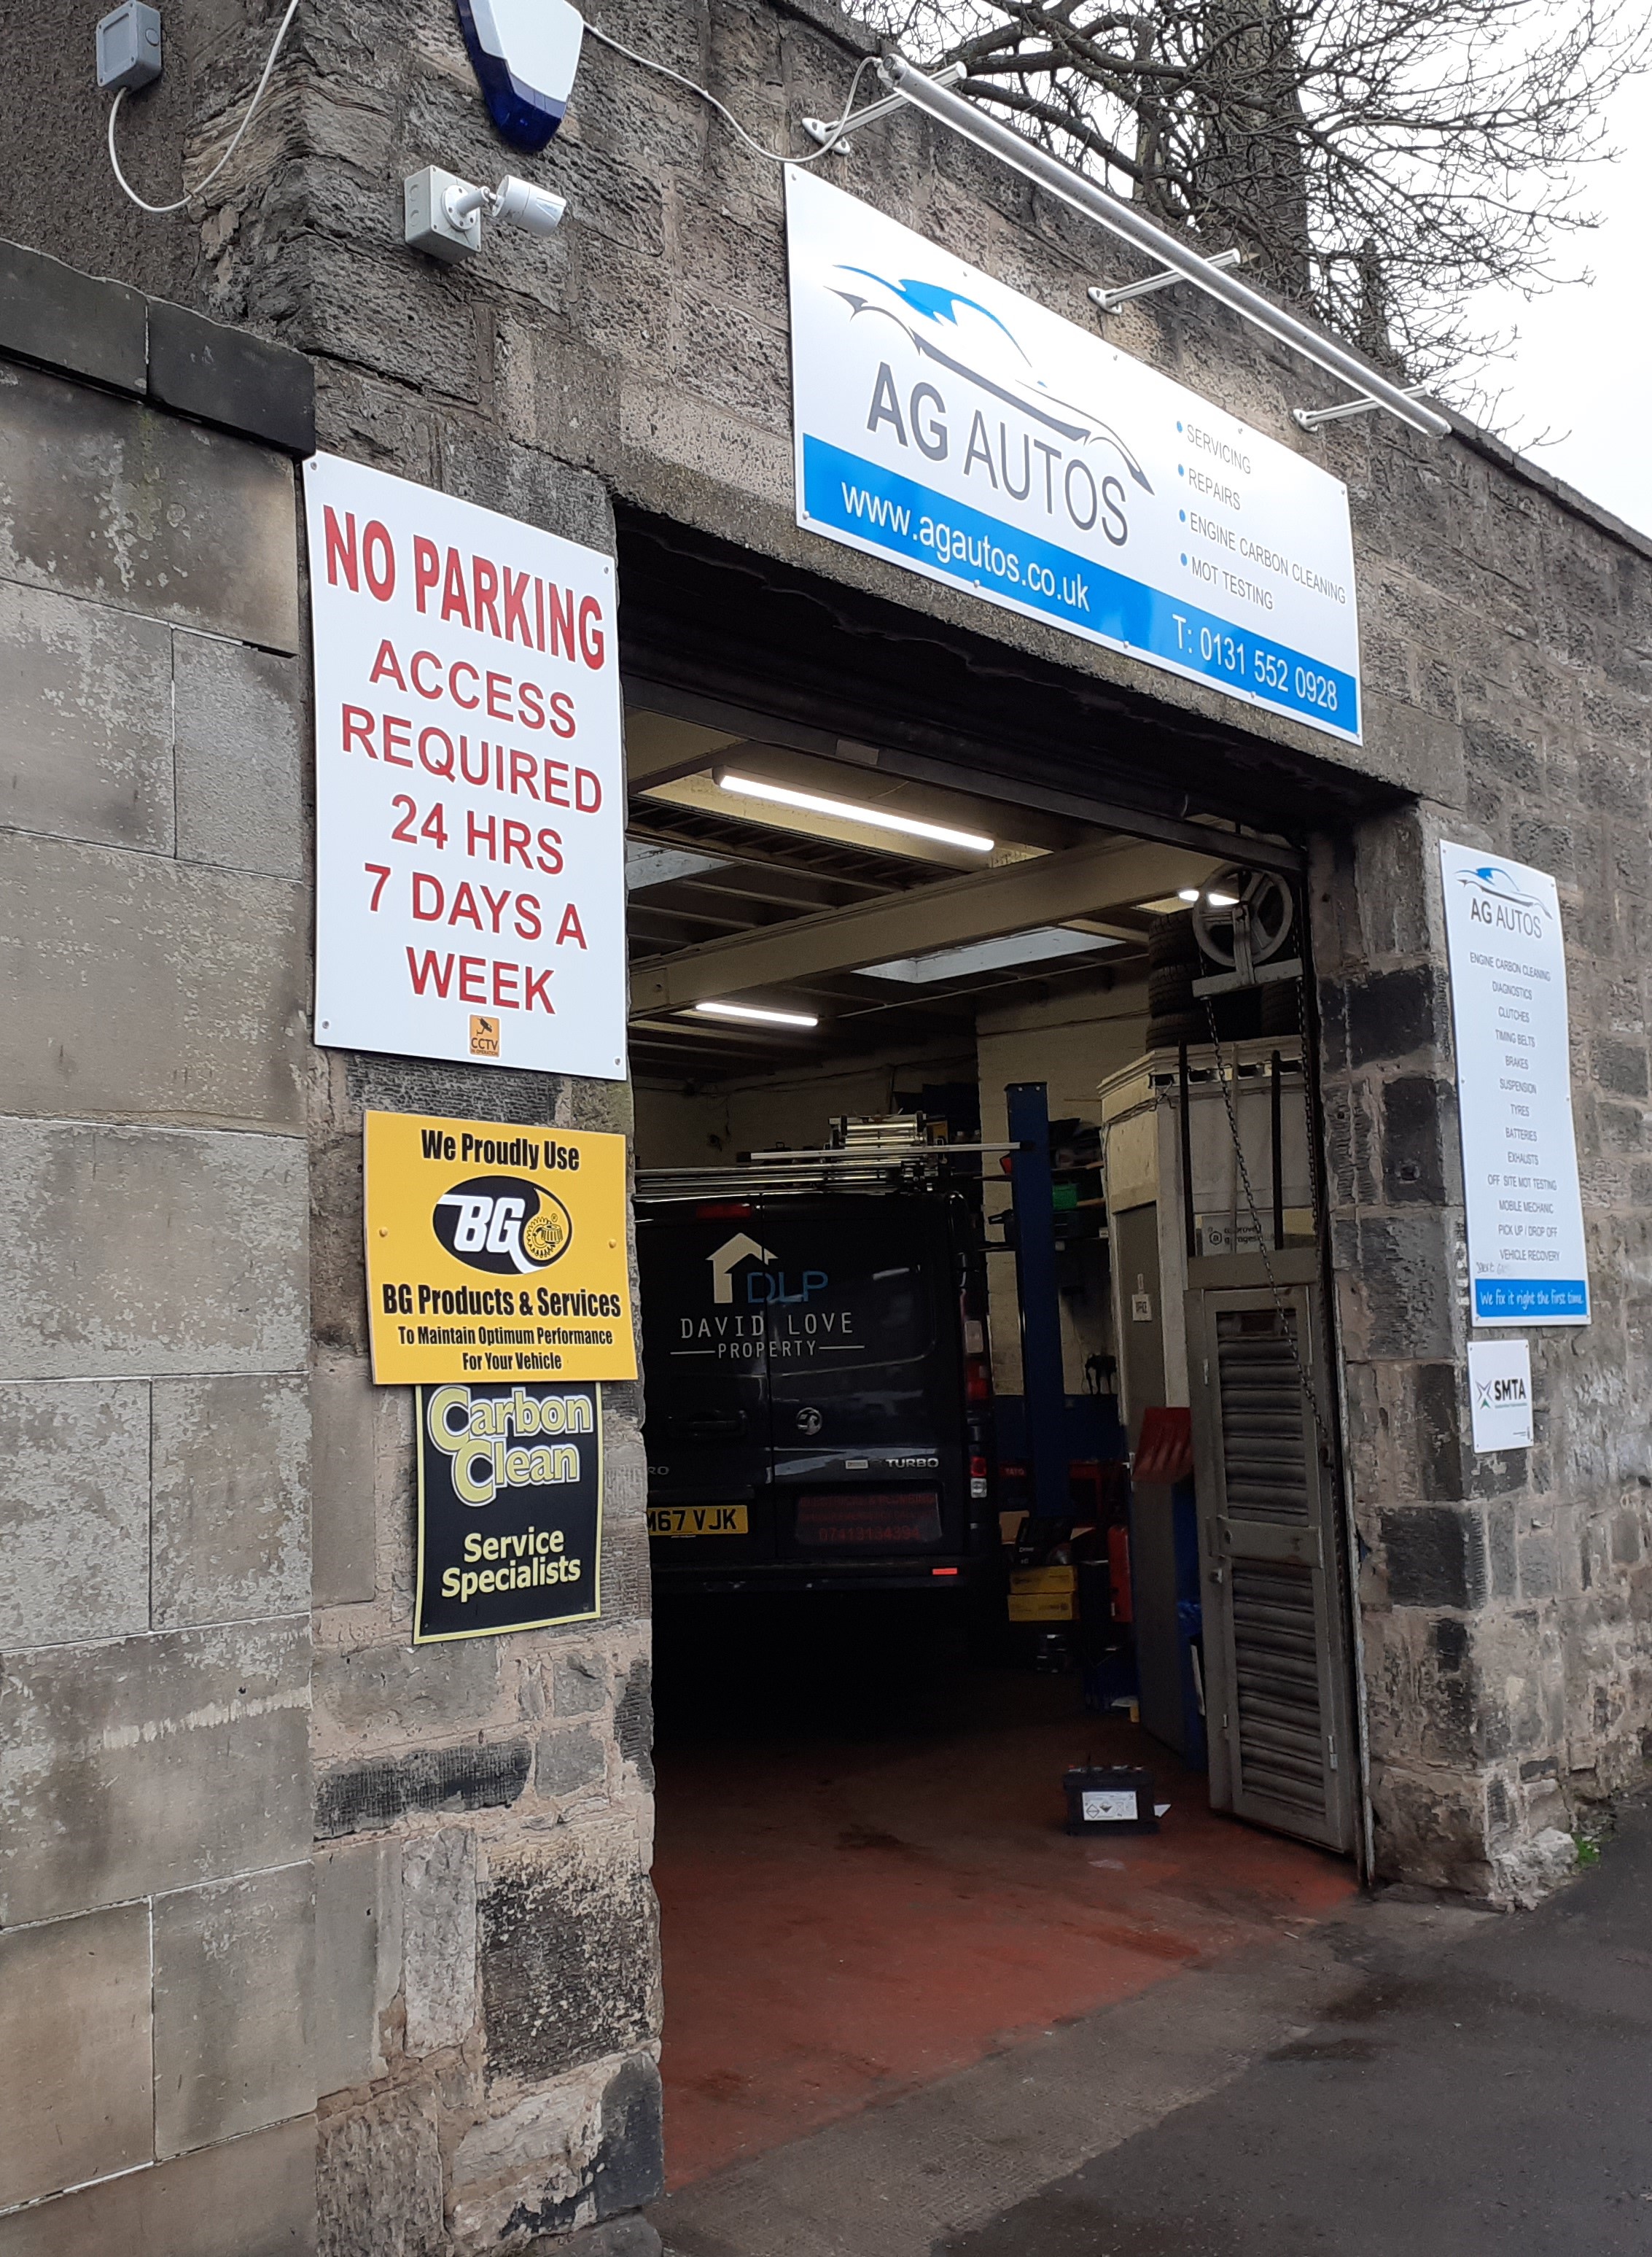 AG AUTOS
SERVICING
REPAIRS
ENGINE CARBON CLEANING
MOT TESTING
www.agautos.co.uk
T: 0131 552 0928
NO PARKING
ACCESS
REQUIRED
24 HRS
7 DAYS A
WEEK
CCTV
IN OPERATION
We Proudly Use
BG
BG Products & Services
To Maintain Optimum Performance
For Your Vehicle
Carbon
Clean
Service
Specialists
DLP
DAVID LOVE
PROPERTY
TURBO
M67 VJK
07413134394
OFFICE
AG AUTOS
ENGINE CARBON CLEANING
DIAGNOSTICS
CLUTCHES
TIMING BELTS
BRAKES
SUSPENSION
TYRES
BATTERIES
EXHAUSTS
OFF SITE MOT TESTING
MOBILE MECHANIC
PICK UP / DROP OFF
VEHICLE RECOVERY
We fix it right the first time.
SMTA